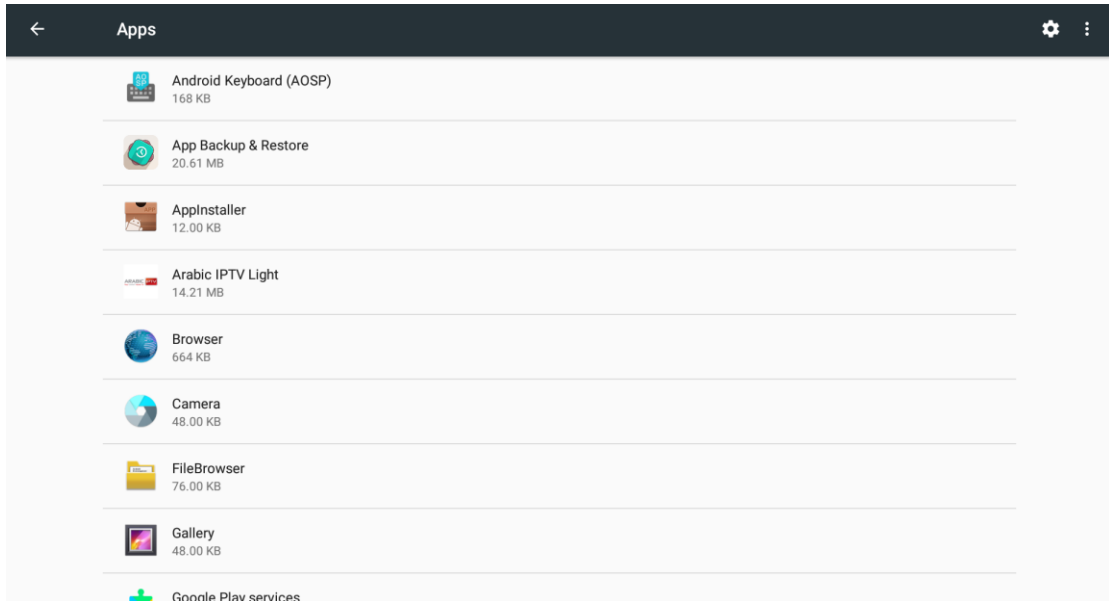 Apps
Android Keyboard (AOSP)
168 KB
App Backup & Restore
20.61 MB
AppInstaller
12.00 KB
Arabic IPTV Light
14.21 MB
Browser
664 KB
Camera
48.00 KB
FileBrowser
76.00 KB
Gallery
48.00 KB
Google Play services